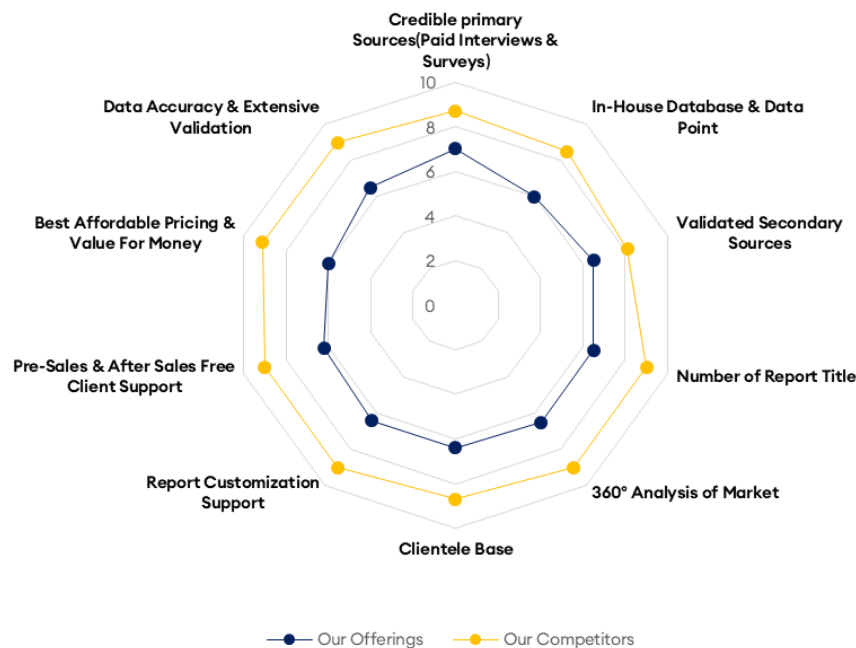 Credible primary
Sources(Paid Interviews &
Surveys)
Data Accuracy & Extensive
Validation
In-House Database & Data
Point
Best Affordable Pricing &
Value For Money
Validated Secondary
Sources
Pre-Sales & After Sales Free
Client Support
Number of Report Title
Report Customization
Support
360° Analysis of Market
Clientele Base
10
8
6
4
2
0
Our Offerings
Our Competitors